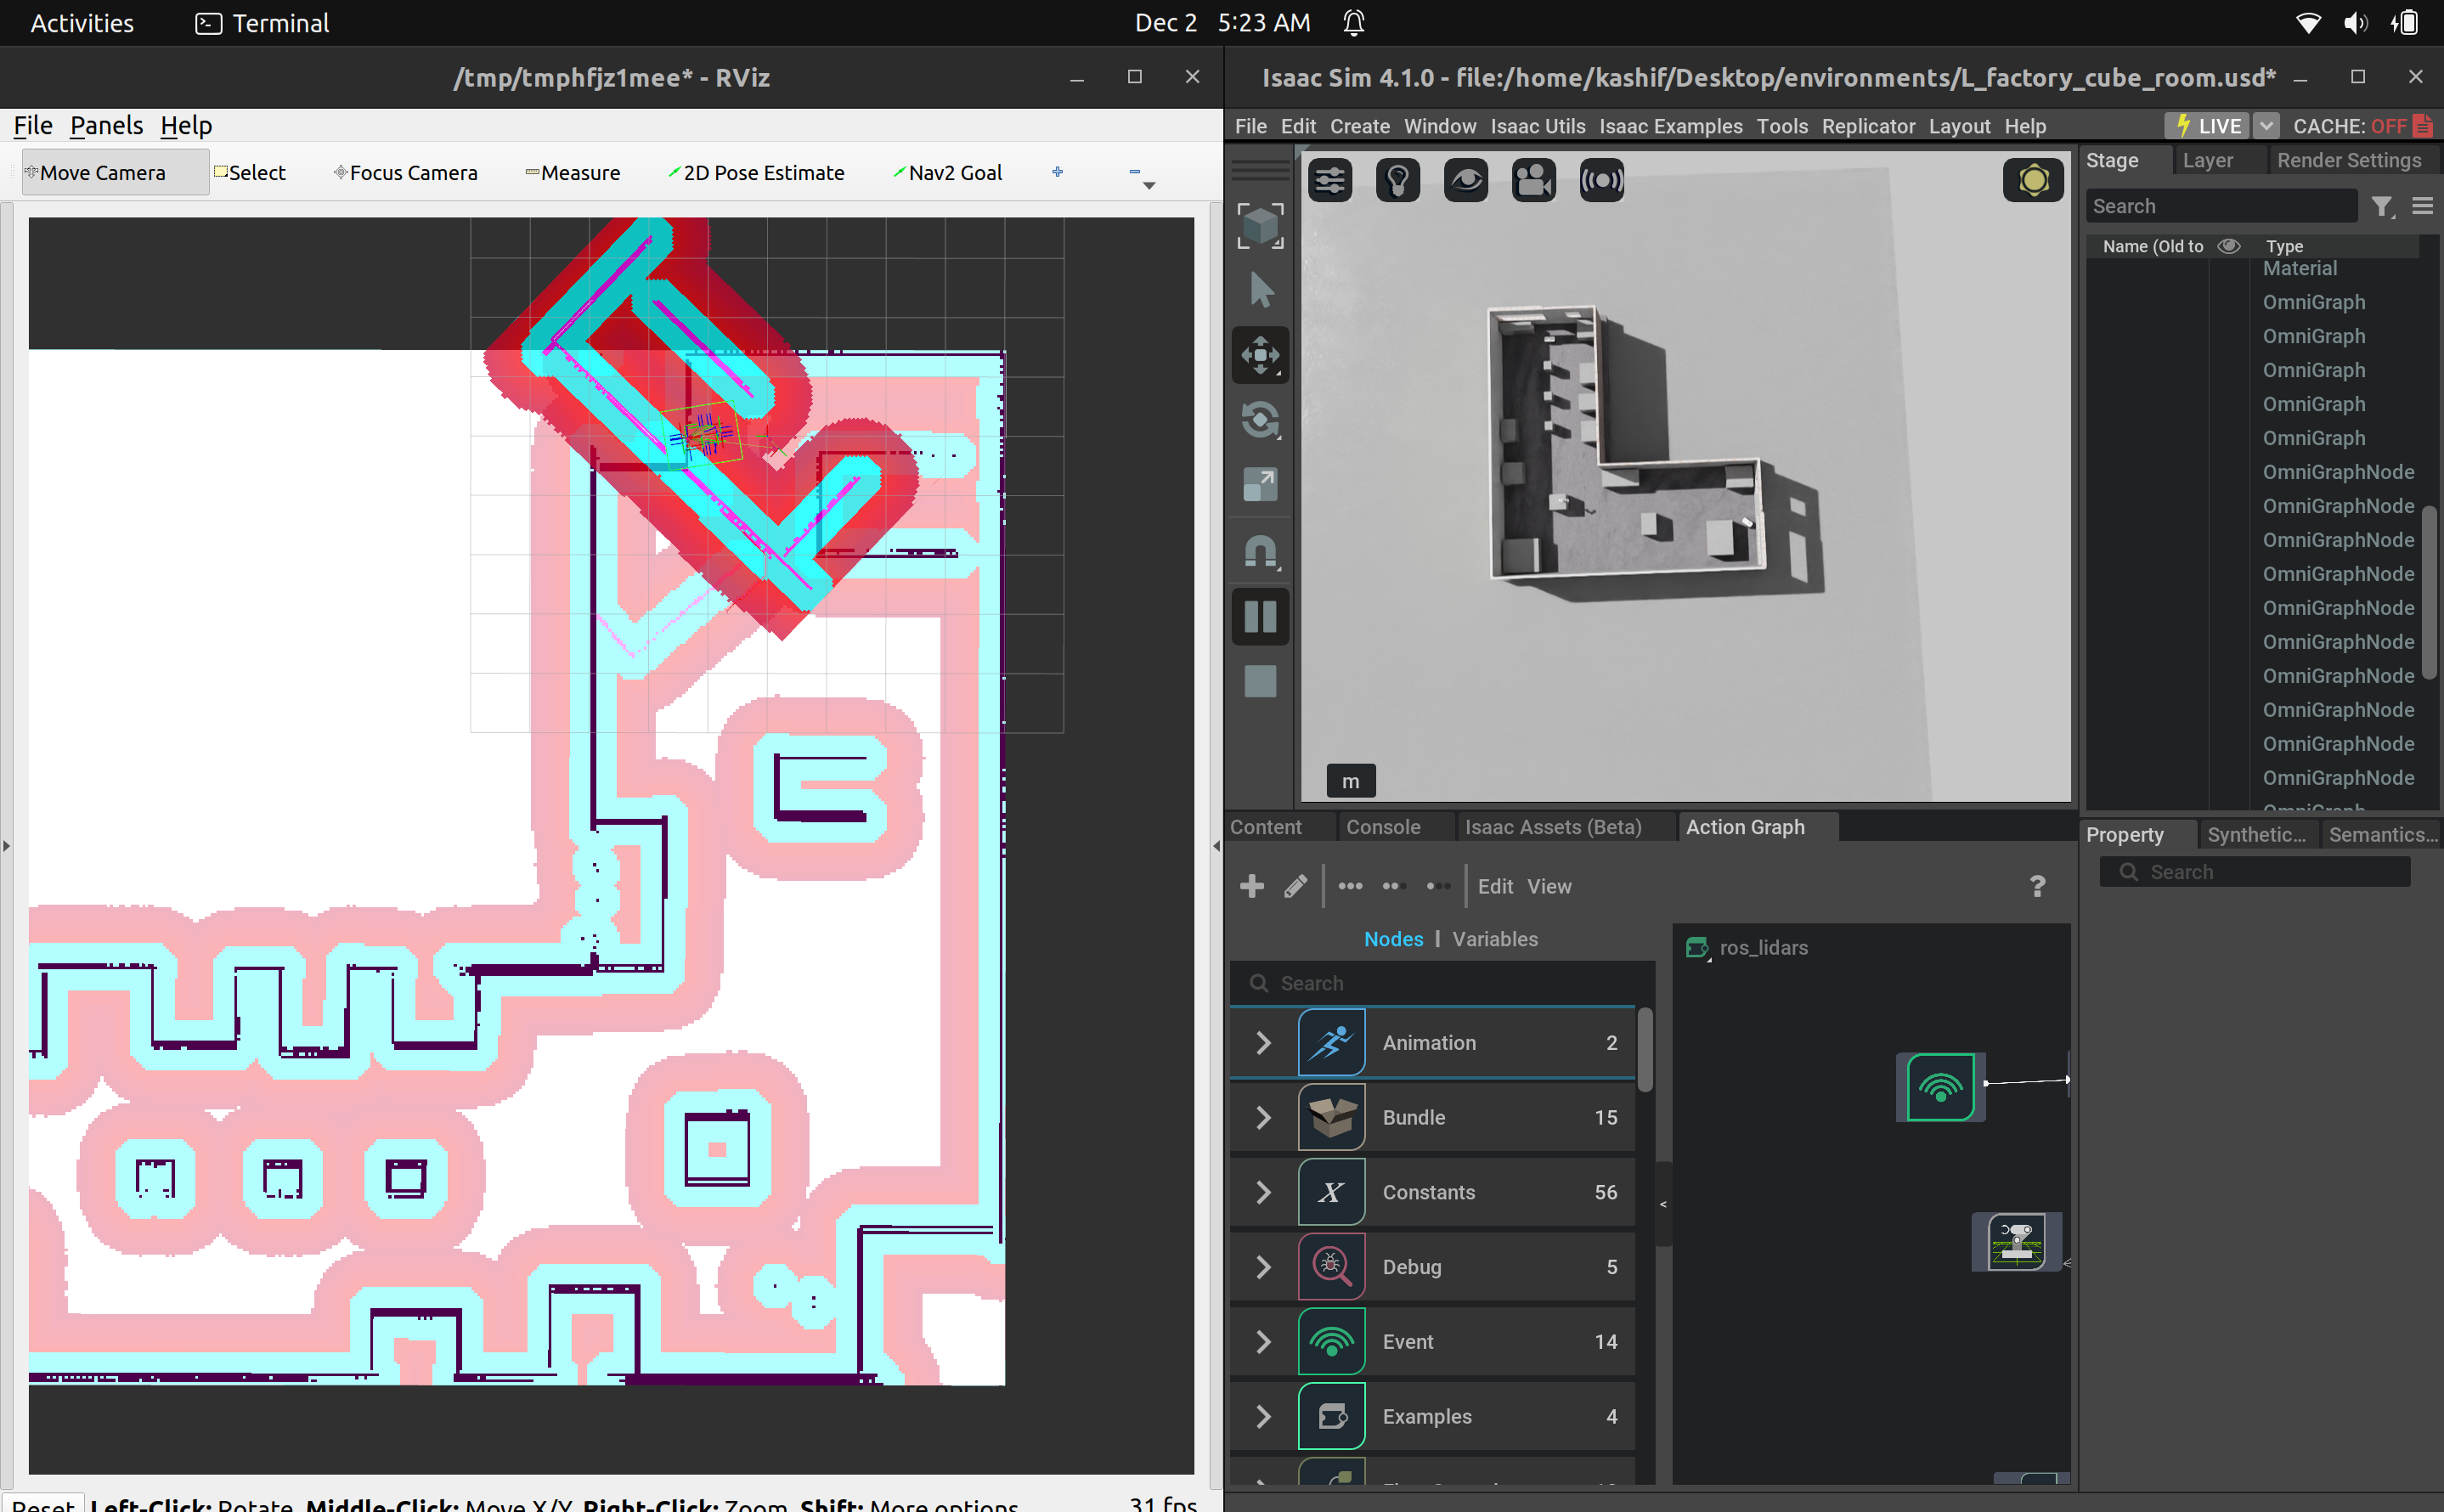 Activities
Terminal
Dec 2 5:23 AM
/tmp/tmphfjz1mee* - RViz
File Panels Help
Move Camera
Select
Focus Camera
Measure
2D Pose Estimate
Nav2 Goal
Reset
Left-Click: Rotate. Middle-Click: Move X/Y. Right-Click: Zoom. Shift: More options.
31 fps
Isaac Sim 4.1.0 - file:/home/kashif/Desktop/environments/L_factory_cube_room.usd*
File Edit Create Window Isaac Utils Isaac Examples Tools Replicator Layout Help
LIVE
CACHE: OFF
m
Stage
Layer
Render Settings
Search
Name (Old to
Type
Material
OmniGraph
OmniGraph
OmniGraph
OmniGraph
OmniGraph
OmniGraphNode
OmniGraphNode
OmniGraphNode
OmniGraphNode
OmniGraphNode
OmniGraphNode
OmniGraphNode
OmniGraphNode
OmniGraphNode
OmniGraphNode
OmniGraph
Content
Console
Isaac Assets (Beta)
Action Graph
Edit View
?
Nodes | Variables
Search
Animation 2
Bundle 15
Constants 56
Debug 5
Event 14
Examples 4
<
ros_lidars
Property
Synthetic...
Semantics...
Search